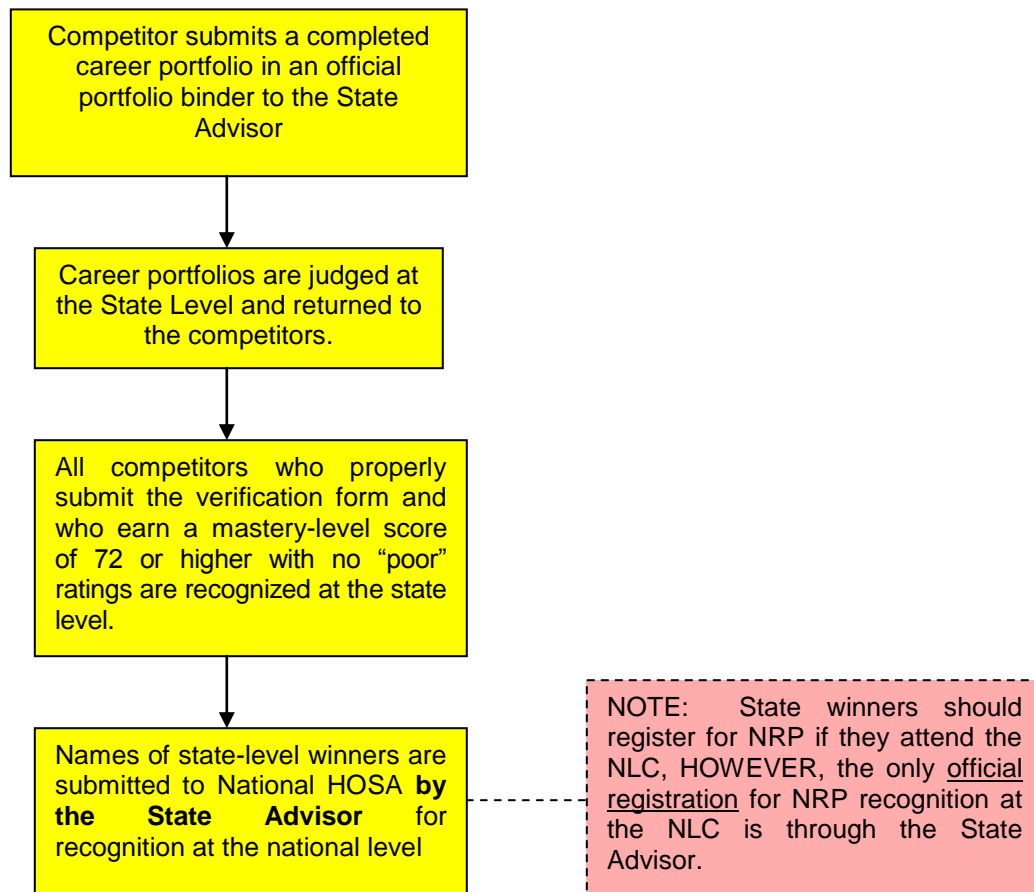 Competitor submits a completed
career portfolio in an official
portfolio binder to the State
Advisor
Career portfolios are judged at
the State Level and returned to
the competitors.
All competitors who properly
submit the verification form and
who earn a mastery-level score
of 72 or higher with no “poor”
ratings are recognized at the state
level.
Names of state-level winners are
submitted to National HOSA by
the State Advisor for
recognition at the national level
NOTE: State winners should
register for NRP if they attend the
NLC, HOWEVER, the only official
registration for NRP recognition at
the NLC is through the State
Advisor.